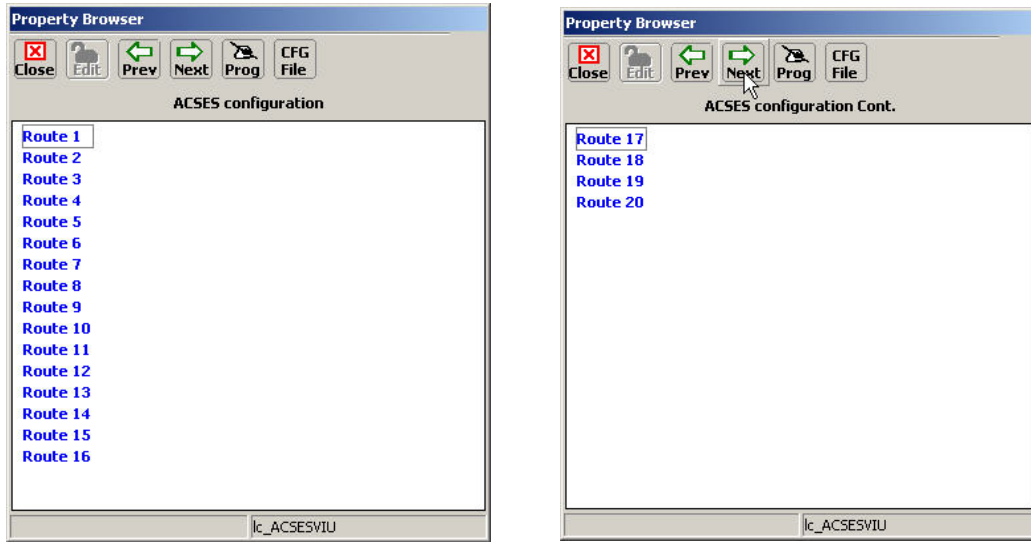 Property Browser
Close Edit Prev Next Prog CFG File
ACSES configuration
Route 1
Route 2
Route 3
Route 4
Route 5
Route 6
Route 7
Route 8
Route 9
Route 10
Route 11
Route 12
Route 13
Route 14
Route 15
Route 16
lc_ACSESVIU
Property Browser
Close Edit Prev Next Prog CFG File
ACSES configuration Cont.
Route 17
Route 18
Route 19
Route 20
lc_ACSESVIU